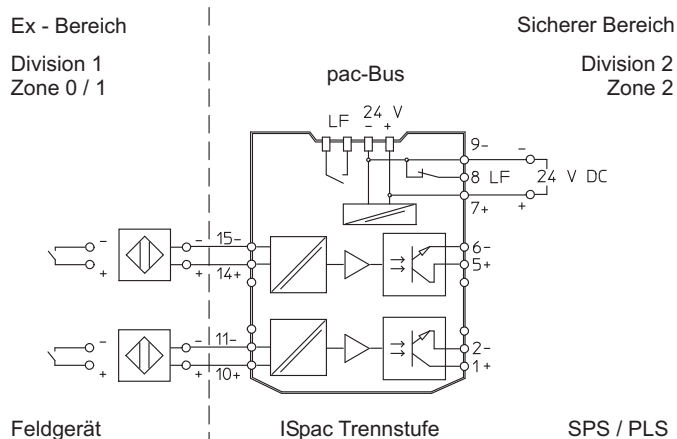 Ex - Bereich
Sicherer Bereich
Division 1
Zone 0 / 1
Division 2
Zone 2
pac-Bus
LF 24 V
- +
9- -
8 LF 24 V DC
7+ +
- - 15-
+ + 14+
6-
5+
- - 11-
+ + 10+
2-
1+
Feldgerät
ISpac Trennstufe
SPS / PLS